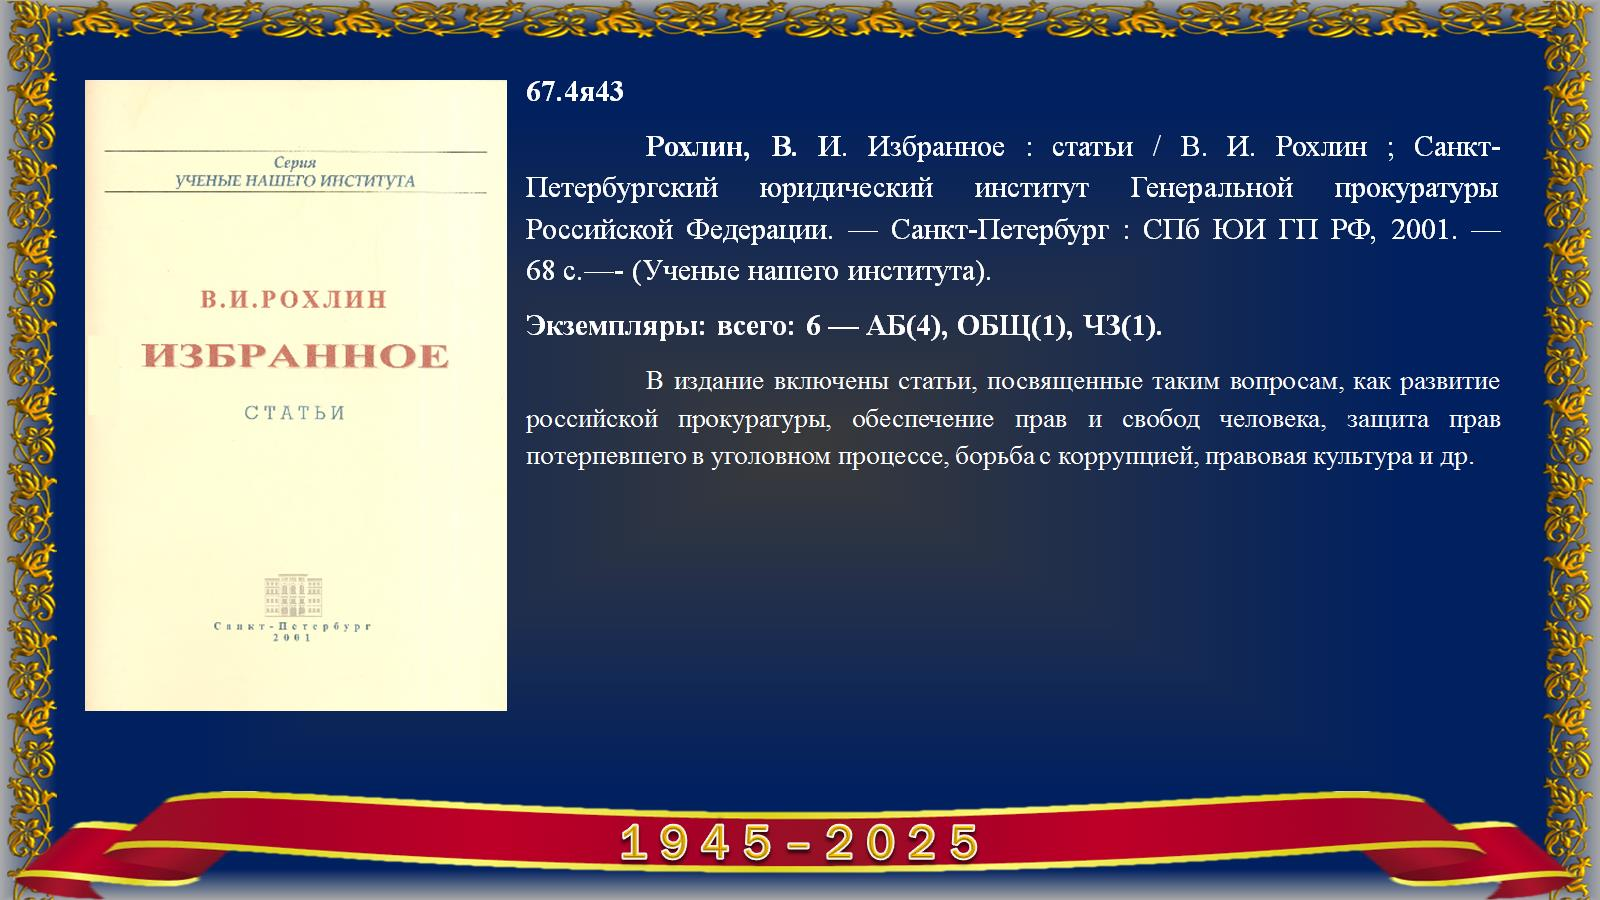 Серия
УЧЕНЫЕ НАШЕГО ИНСТИТУТА
В.И.РОХЛИН
ИЗБРАННОЕ
СТАТЬИ
Санкт-Петербург
2001
67.4я43
Рохлин, В. И. Избранное : статьи / В. И. Рохлин ; Санкт-
Петербургский юридический институт Генеральной прокуратуры
Российской Федерации. — Санкт-Петербург : СПб ЮИ ГП РФ, 2001. —
68 с.—- (Ученые нашего института).
Экземпляры: всего: 6 — АБ(4), ОБЩ(1), ЧЗ(1).
В издание включены статьи, посвященные таким вопросам, как развитие
российской прокуратуры, обеспечение прав и свобод человека, защита прав
потерпевшего в уголовном процессе, борьба с коррупцией, правовая культура и др.
1945–2025